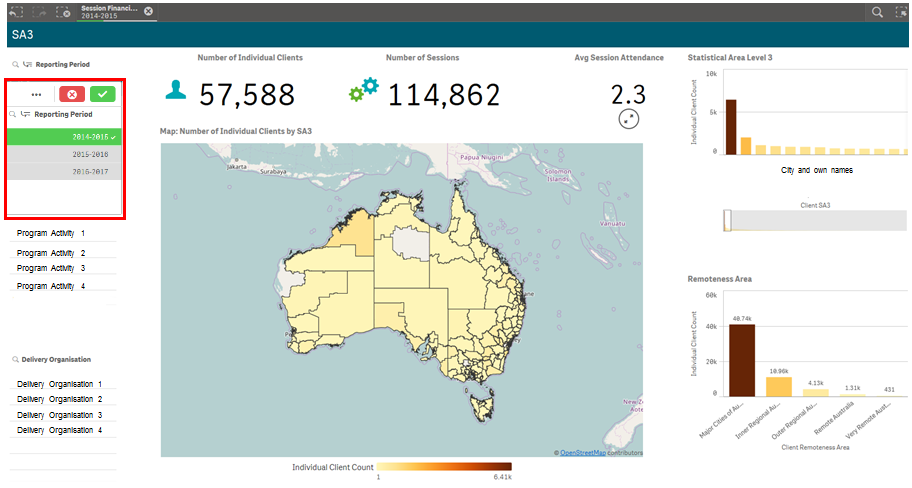 Session Financi...
2014-2015
SA3
Reporting Period
Reporting Period
2014-2015
2015-2016
2016-2017
Program Activity 1
Program Activity 2
Program Activity 3
Program Activity 4
Delivery Organisation
Delivery Organisation 1
Delivery Organisation 2
Delivery Organisation 3
Delivery Organisation 4
Number of Individual Clients
57,588
Number of Sessions
114,862
Avg Session Attendance
2.3
Map: Number of Individual Clients by SA3
Jakarta
Surabaya
Papua Niugini
Solomon
Islands
Vanuatu
New Z
© OpenStreetMap contributors
Individual Client Count
1
6.41k
Statistical Area Level 3
Individual Client Count
10k
5k
0
City and own names
Client SA3
Remoteness Area
Individual Client Count
60k
40k
20k
0
40.74k
10.96k
4.13k
1.31k
431
Major Cities of Au...
Inner Regional Au...
Outer Regional Au...
Remote Australia
Very Remote Aust...
Client Remoteness Area